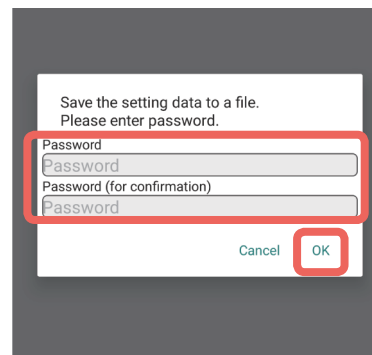 Save the setting data to a file.
Please enter password.
Password
Password
Password (for confirmation)
Password
Cancel OK